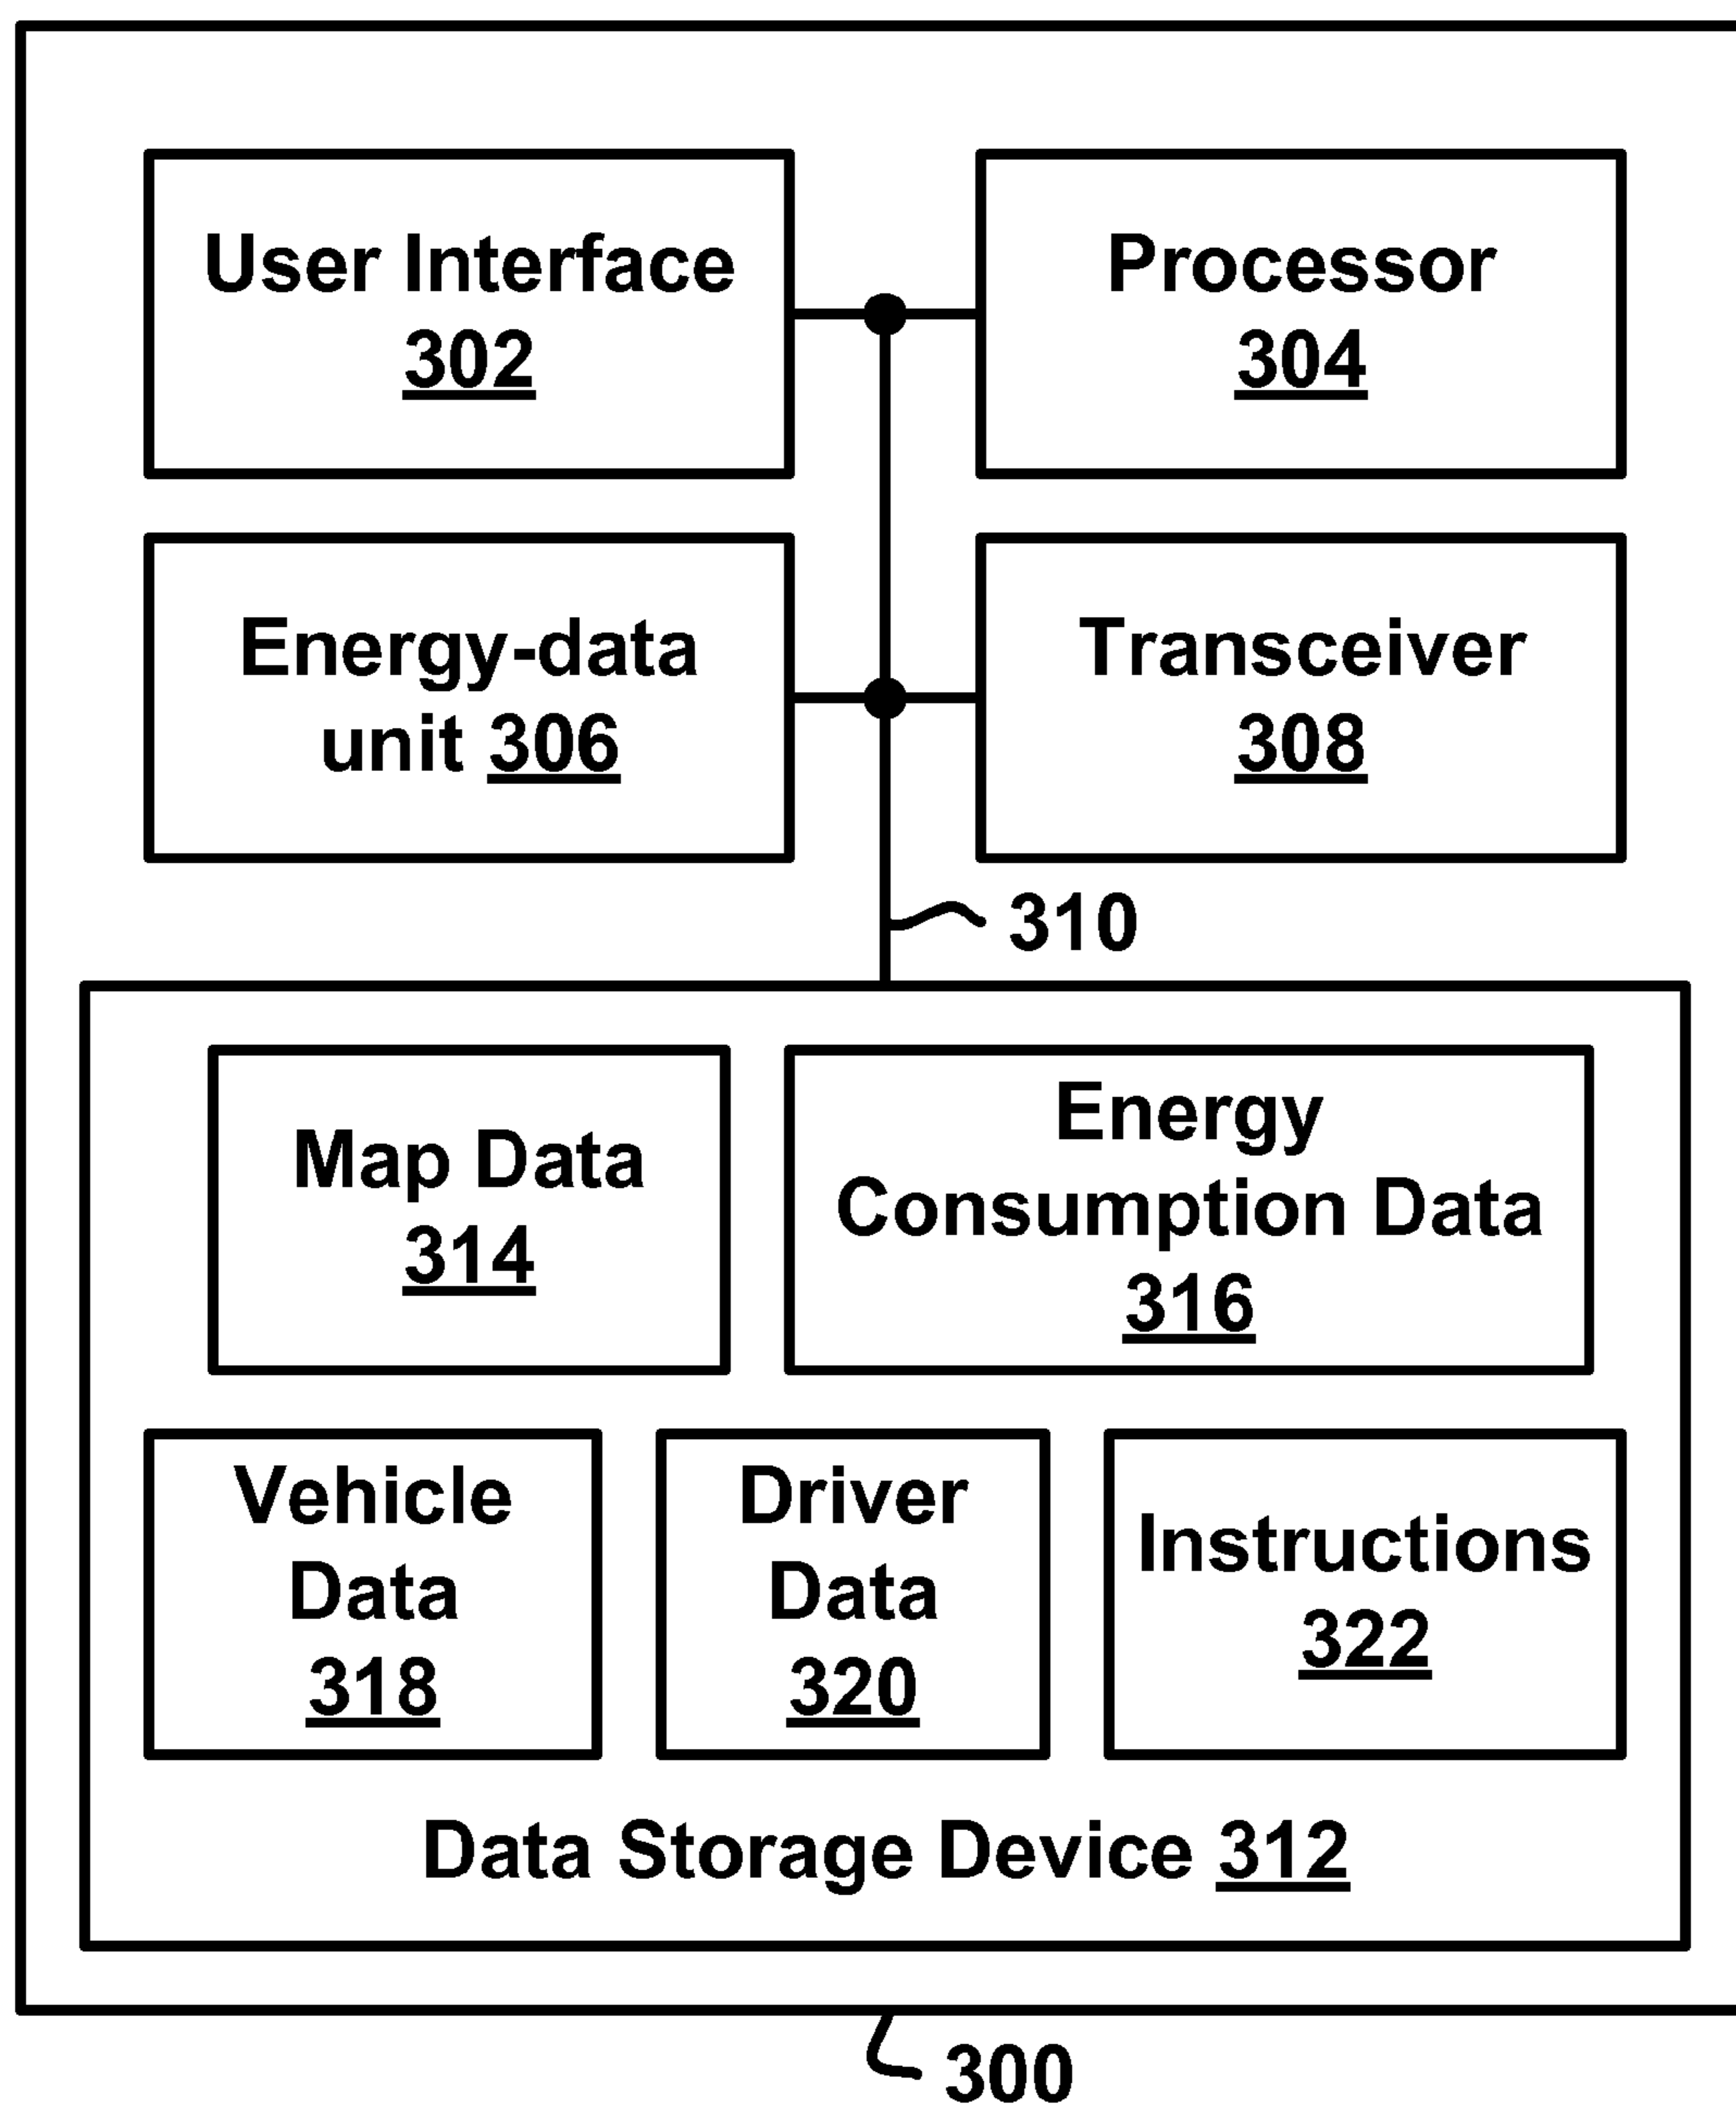 User Interface
302
Processor
304
Energy-data
unit 306
Transceiver
308
310
Map Data
314
Energy
Consumption Data
316
Vehicle
Data
318
Driver
Data
320
Instructions
322
Data Storage Device 312
300